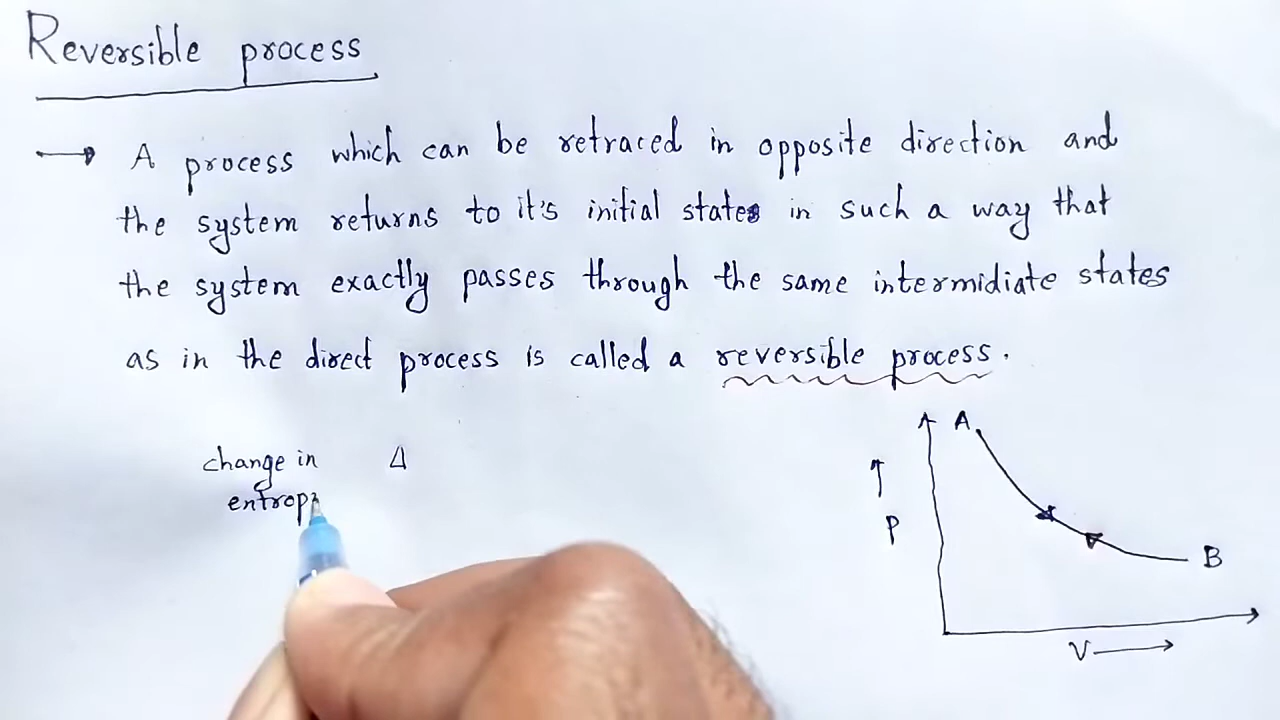 Reversible process
→ A process which can be retraced in opposite direction and
the system returns to it's initial states in such a way that
the system exactly passes through the same intermidiate states
as in the direct process is called a reversible process.
change in Δ
entrop
A
P
B
V →